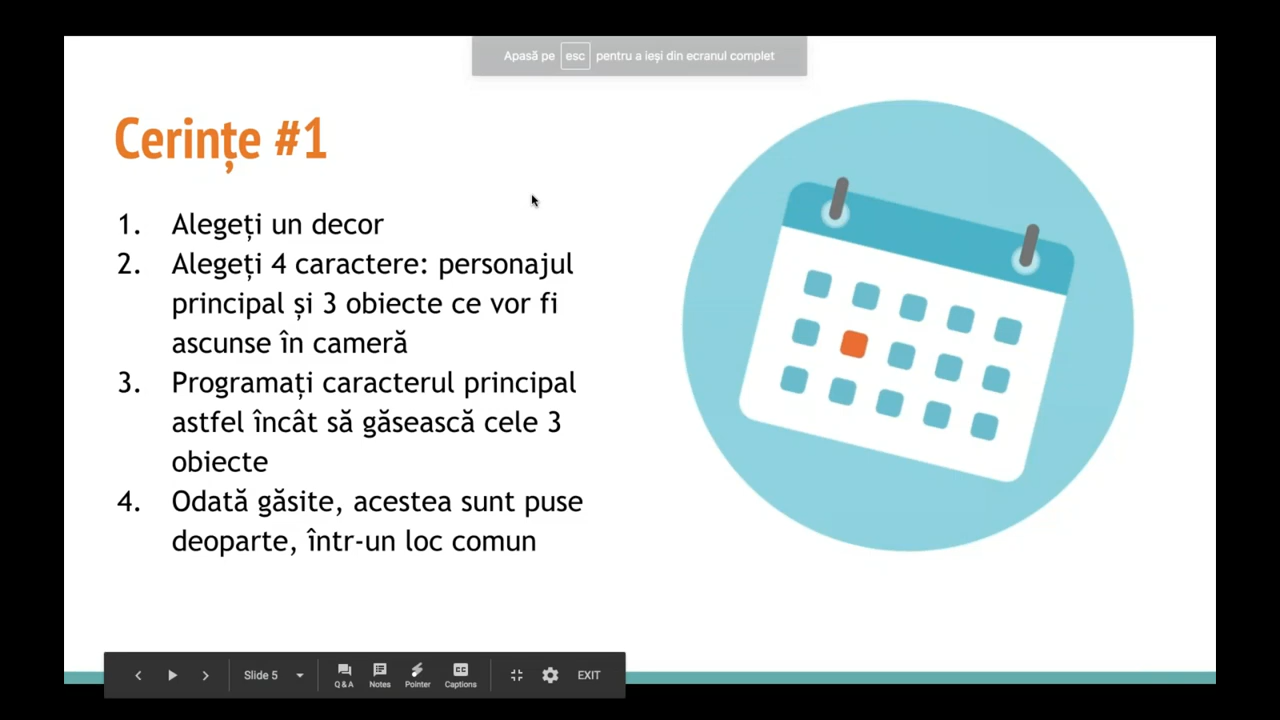 Apasă pe esc pentru a ieși din ecranul complet
Cerințe #1
1. Alegeți un decor
2. Alegeți 4 caractere: personajul
principal și 3 obiecte ce vor fi
ascunse în cameră
3. Programați caracterul principal
astfel încât să găsească cele 3
obiecte
4. Odată găsite, acestea sunt puse
deoparte, într-un loc comun
Slide 5
Q & A
Notes
Pointer
CC
Captions
EXIT